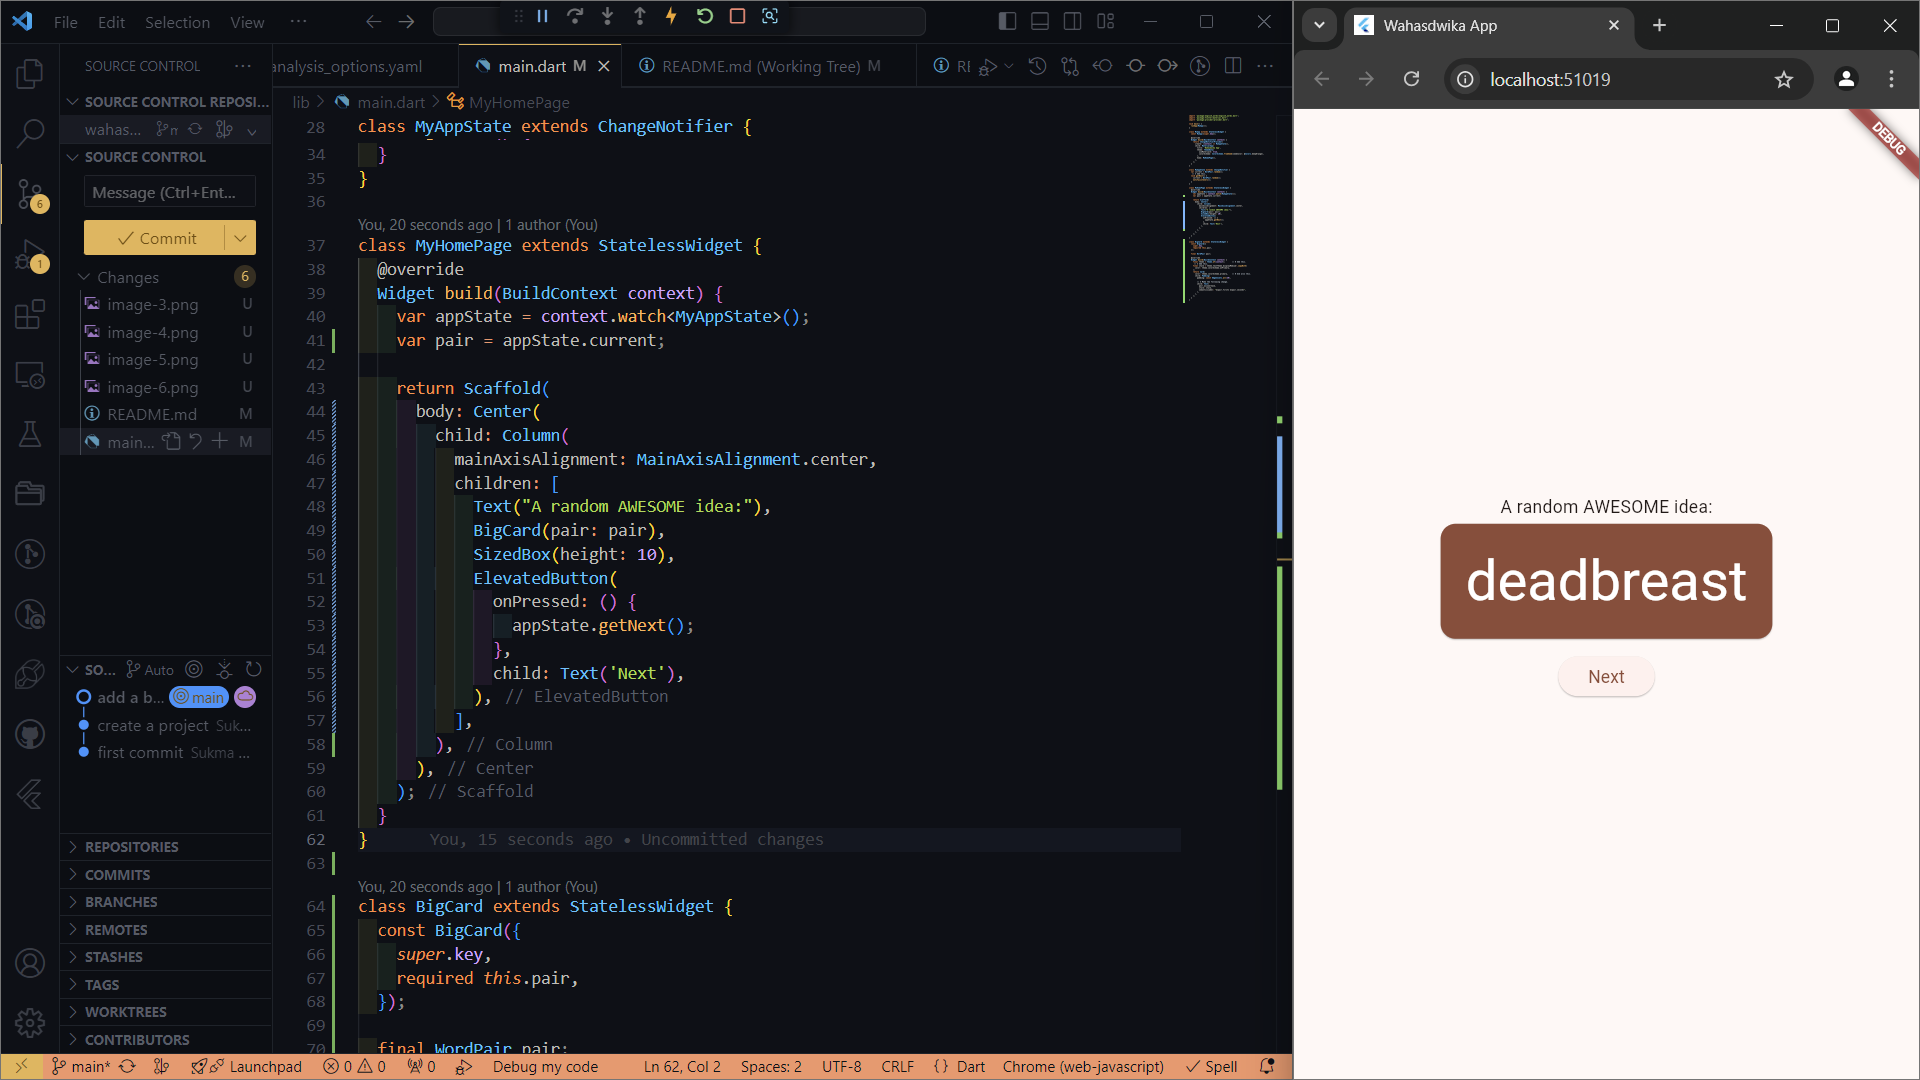 File Edit Selection View ···
SOURCE CONTROL ···
SOURCE CONTROL REPOSI...
wahas...
SOURCE CONTROL
Message (Ctrl+Ent...
Commit
Changes 6
image-3.png U
image-4.png U
image-5.png U
image-6.png U
README.md M
main... M
6
1
SO... Auto
add a b... main
create a project Suk...
first commit Sukma ...
REPOSITORIES
COMMITS
BRANCHES
REMOTES
STASHES
TAGS
WORKTREES
CONTRIBUTORS
analysis_options.yaml
main.dart M
README.md (Working Tree) M
RE
lib > main.dart > MyHomePage
28 class MyAppState extends ChangeNotifier {
34 }
35 }
36
You, 20 seconds ago | 1 author (You)
37 class MyHomePage extends StatelessWidget {
38 @override
39 Widget build(BuildContext context) {
40 var appState = context.watch<MyAppState>();
41 var pair = appState.current;
42
43 return Scaffold(
44 body: Center(
45 child: Column(
46 mainAxisAlignment: MainAxisAlignment.center,
47 children: [
48 Text("A random AWESOME idea:"),
49 BigCard(pair: pair),
50 SizedBox(height: 10),
51 ElevatedButton(
52 onPressed: () {
53 appState.getNext();
54 },
55 child: Text('Next'),
56 ), // ElevatedButton
57 ],
58 ), // Column
59 ), // Center
60 ); // Scaffold
61 }
62 } You, 15 seconds ago • Uncommitted changes
63
You, 20 seconds ago | 1 author (You)
64 class BigCard extends StatelessWidget {
65 const BigCard({
66 super.key,
67 required this.pair,
68 });
69
70 final WordPair pair;
main* Launchpad 0 0 0 Debug my code Ln 62, Col 2 Spaces: 2 UTF-8 CRLF {} Dart Chrome (web-javascript) Spell
Wahasdwika App
localhost:51019
DEBUG
A random AWESOME idea:
deadbreast
Next